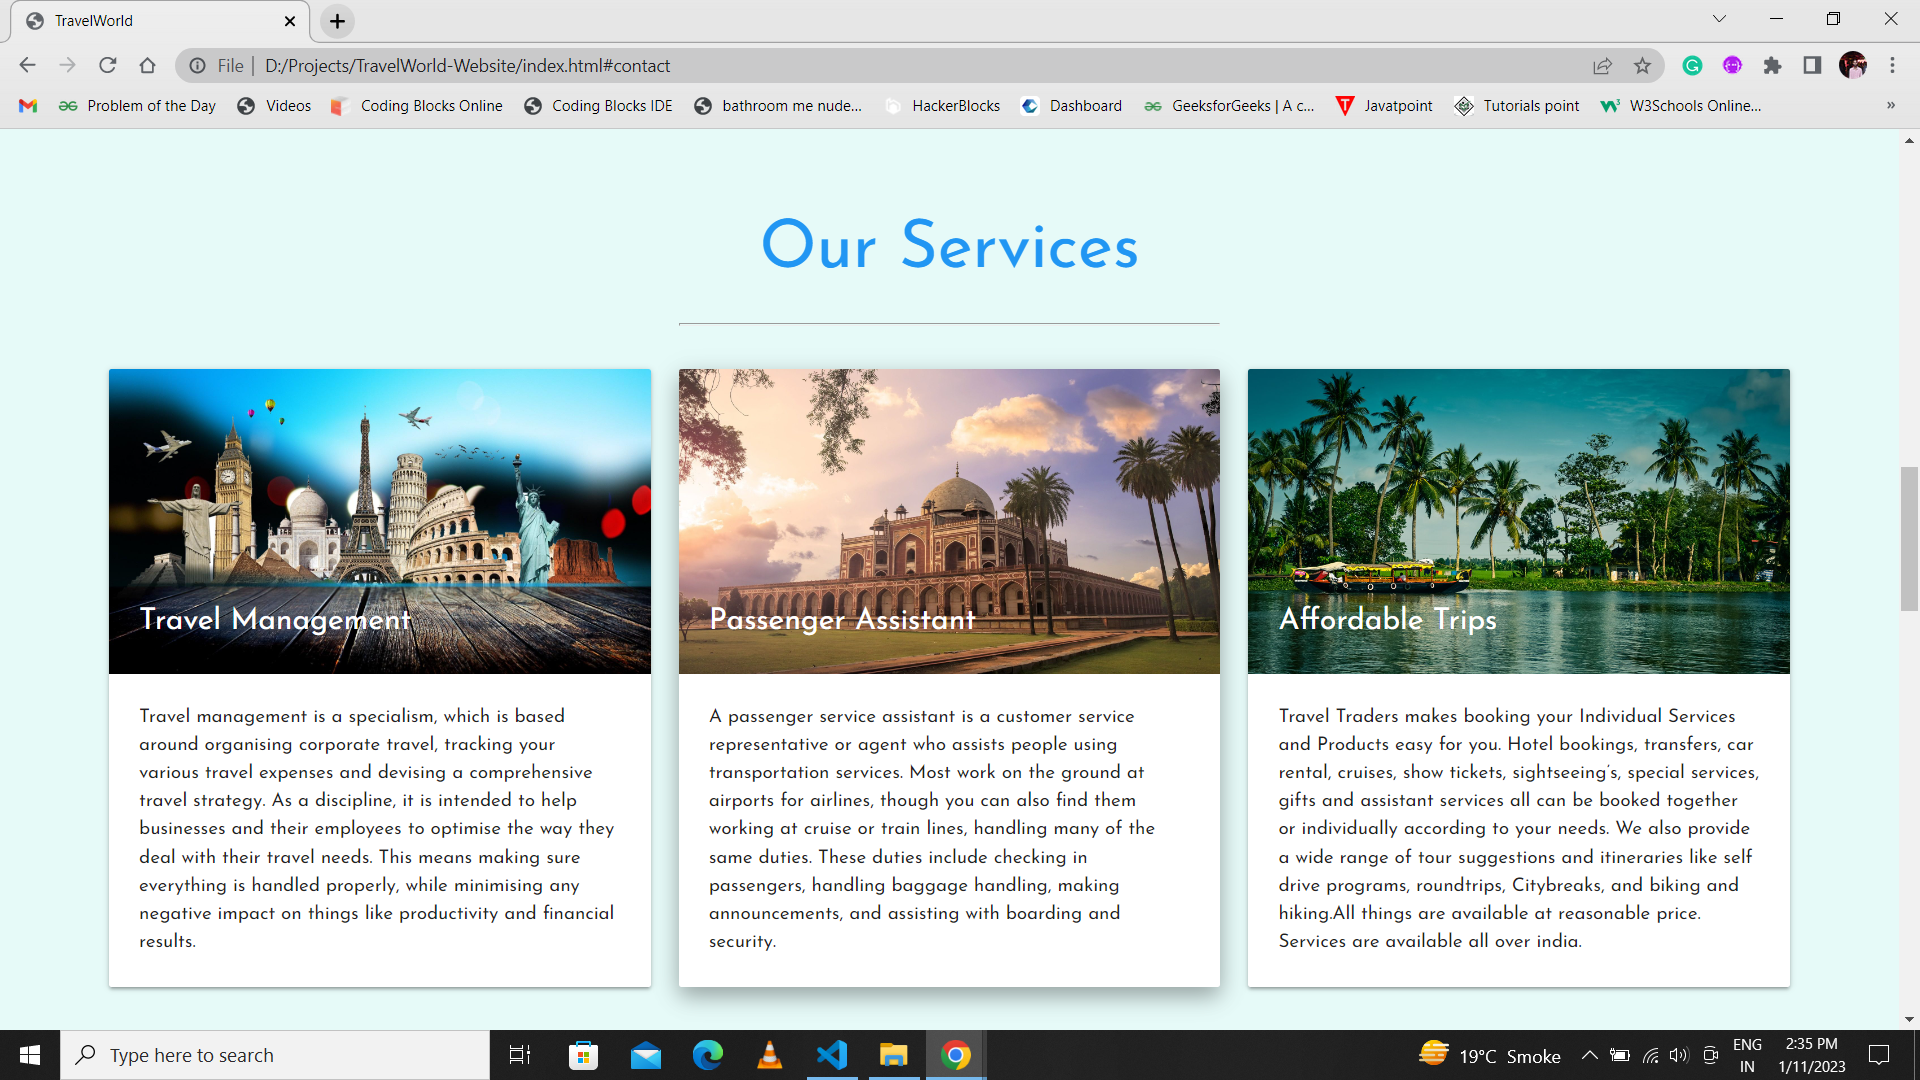 TravelWorld
File | D:/Projects/TravelWorld-Website/index.html#contact
Problem of the Day Videos Coding Blocks Online Coding Blocks IDE bathroom me nude... HackerBlocks Dashboard GeeksforGeeks | A c... Javatpoint Tutorials point W3Schools Online... »
Our Services
Travel Management
Travel management is a specialism, which is based
around organising corporate travel, tracking your
various travel expenses and devising a comprehensive
travel strategy. As a discipline, it is intended to help
businesses and their employees to optimise the way they
deal with their travel needs. This means making sure
everything is handled properly, while minimising any
negative impact on things like productivity and financial
results.
Passenger Assistant
A passenger service assistant is a customer service
representative or agent who assists people using
transportation services. Most work on the ground at
airports for airlines, though you can also find them
working at cruise or train lines, handling many of the
same duties. These duties include checking in
passengers, handling baggage handling, making
announcements, and assisting with boarding and
security.
Affordable Trips
Travel Traders makes booking your Individual Services
and Products easy for you. Hotel bookings, transfers, car
rental, cruises, show tickets, sightseeing's, special services,
gifts and assistant services all can be booked together
or individually according to your needs. We also provide
a wide range of tour suggestions and itineraries like self
drive programs, roundtrips, Citybreaks, and biking and
hiking.All things are available at reasonable price.
Services are available all over india.
Type here to search
19°C Smoke
ENG
IN
2:35 PM
1/11/2023